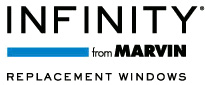 INFINITY®
from MARVIN
REPLACEMENT WINDOWS